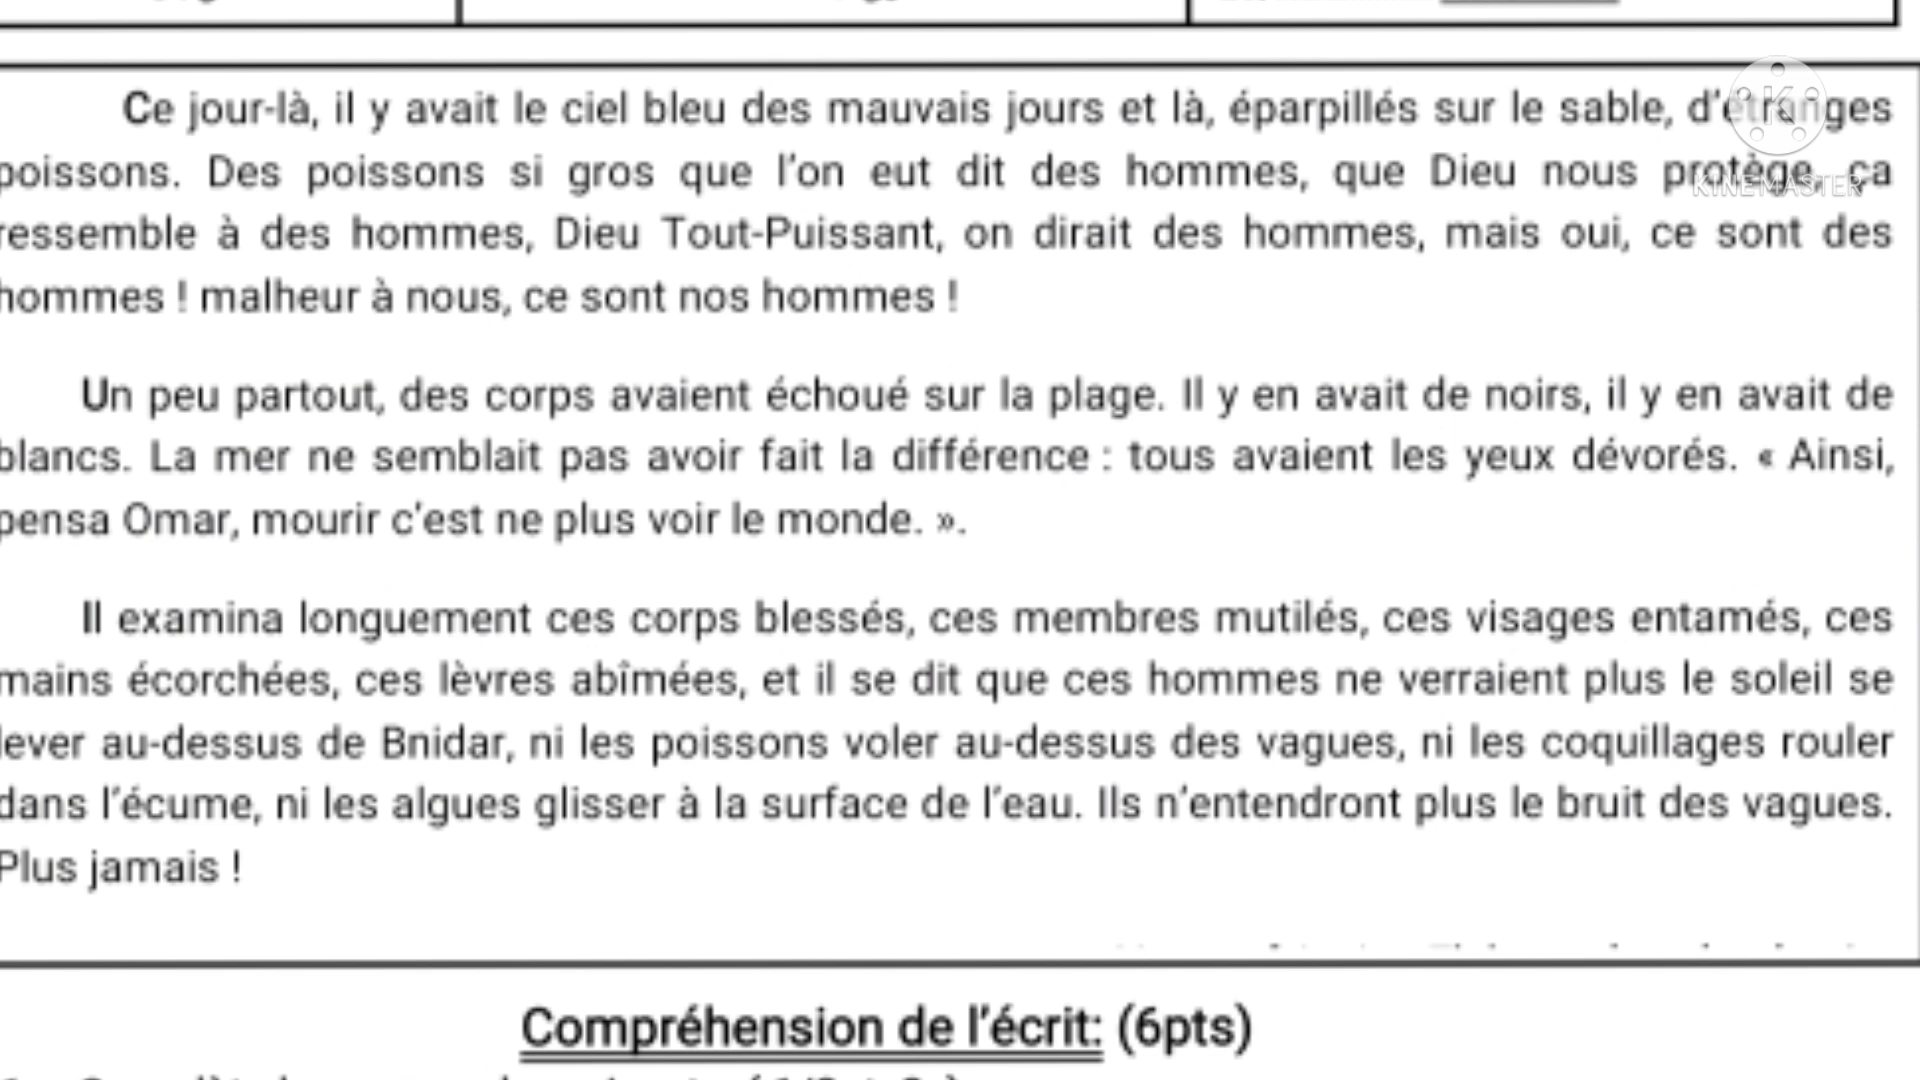 Ce jour-là, il y avait le ciel bleu des mauvais jours et là, éparpillés sur le sable, d'étranges
poissons. Des poissons si gros que l'on eut dit des hommes, que Dieu nous protège, ça
ressemble à des hommes, Dieu Tout-Puissant, on dirait des hommes, mais oui, ce sont des
hommes ! malheur à nous, ce sont nos hommes !
Un peu partout, des corps avaient échoué sur la plage. Il y en avait de noirs, il y en avait de
blancs. La mer ne semblait pas avoir fait la différence : tous avaient les yeux dévorés. « Ainsi,
pensa Omar, mourir c'est ne plus voir le monde. ».
Il examina longuement ces corps blessés, ces membres mutilés, ces visages entamés, ces
mains écorchées, ces lèvres abîmées, et il se dit que ces hommes ne verraient plus le soleil se
lever au-dessus de Bnidar, ni les poissons voler au-dessus des vagues, ni les coquillages rouler
dans l'écume, ni les algues glisser à la surface de l'eau. Ils n'entendront plus le bruit des vagues.
Plus jamais !
Compréhension de l'écrit: (6pts)
KINEMASTER